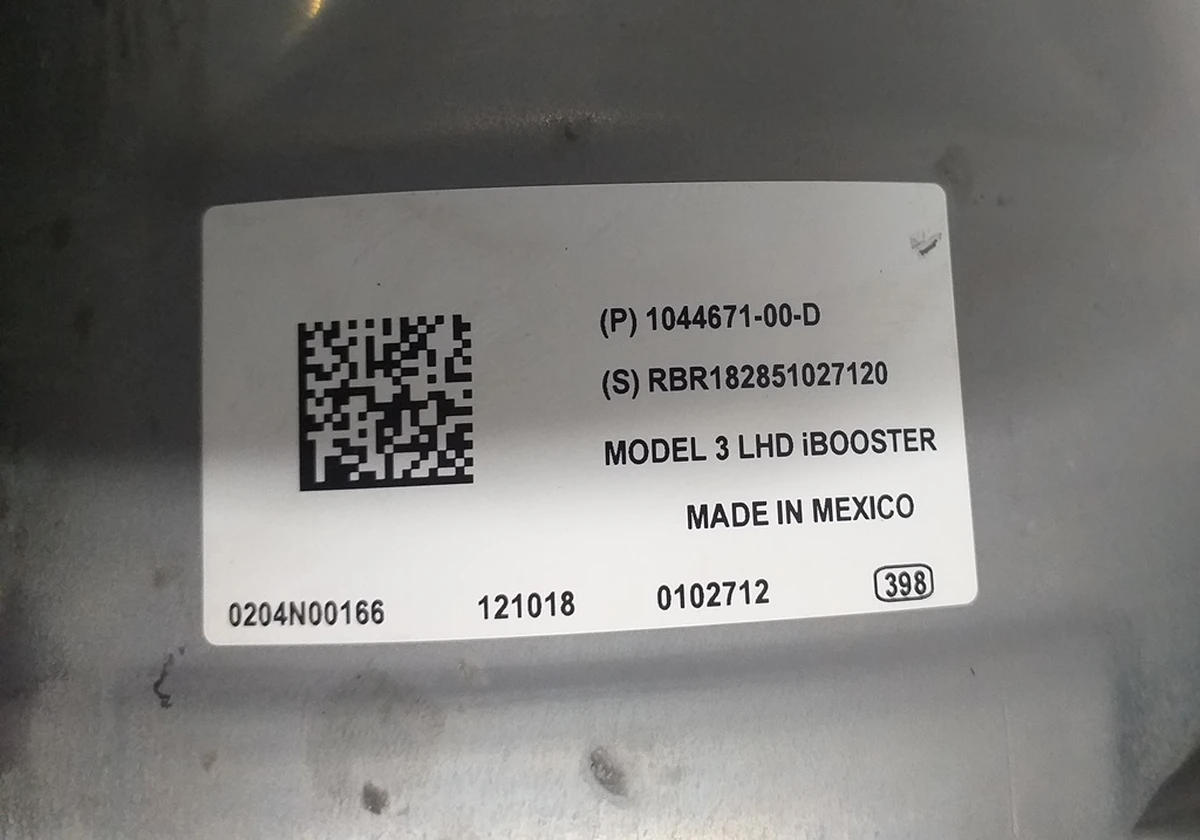 (P) 1044671-00-D
(S) RBR182851027120
MODEL 3 LHD iBOOSTER
MADE IN MEXICO
0204N00166 121018 0102712 398